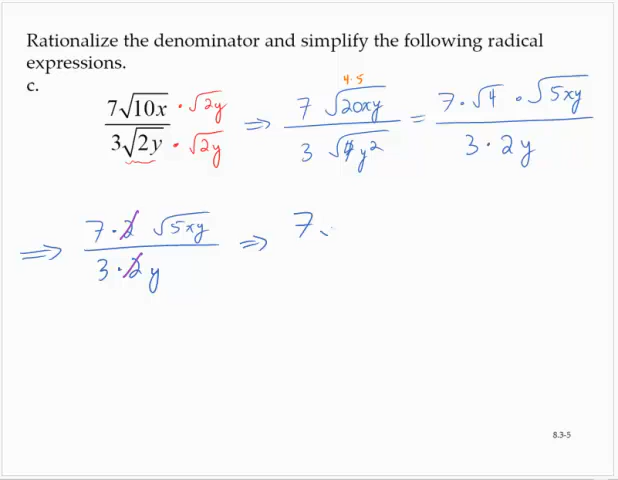 Rationalize the denominator and simplify the following radical
expressions.
c.
7√10x · √2y ⇒ 7 √20xy = 7 · √4 · √5xy
4·5
3√2y · √2y 3 √4y² 3 · 2y
⇒ 7·2 √5xy ⇒ 7√
3·2y
8.3-5